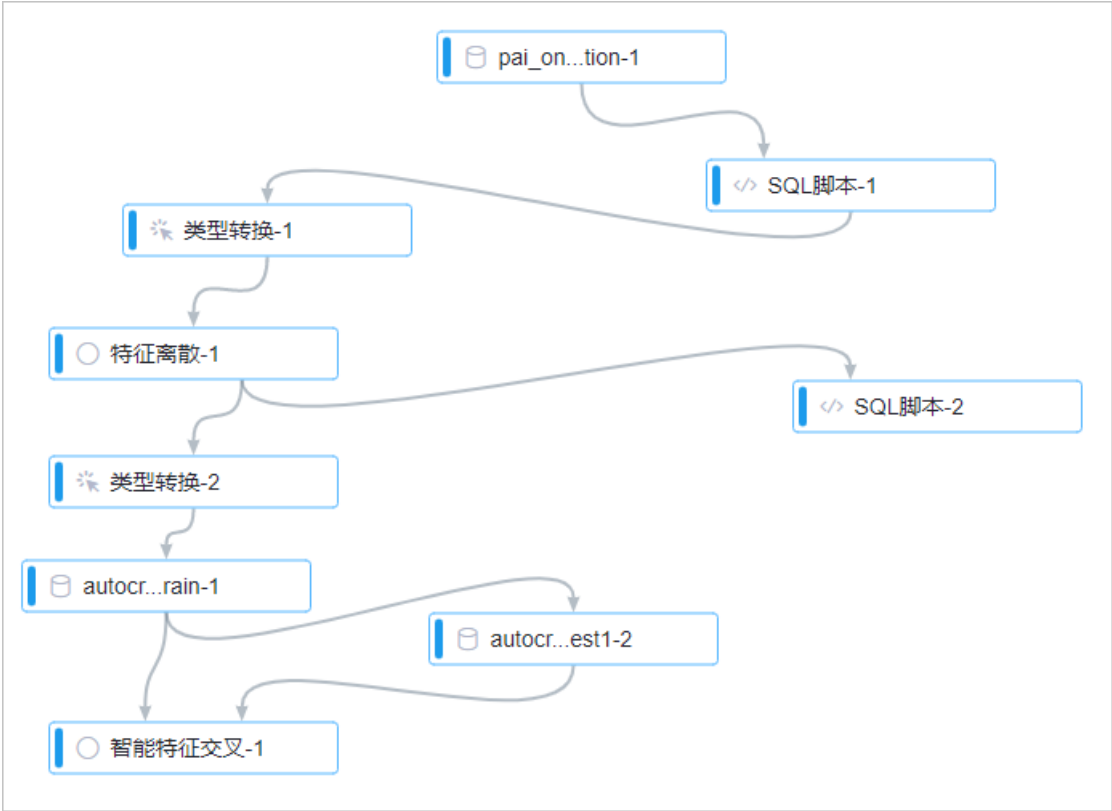 pai_on...tion-1
SQL脚本-1
类型转换-1
特征离散-1
SQL脚本-2
类型转换-2
autocr...rain-1
autocr...est1-2
智能特征交叉-1